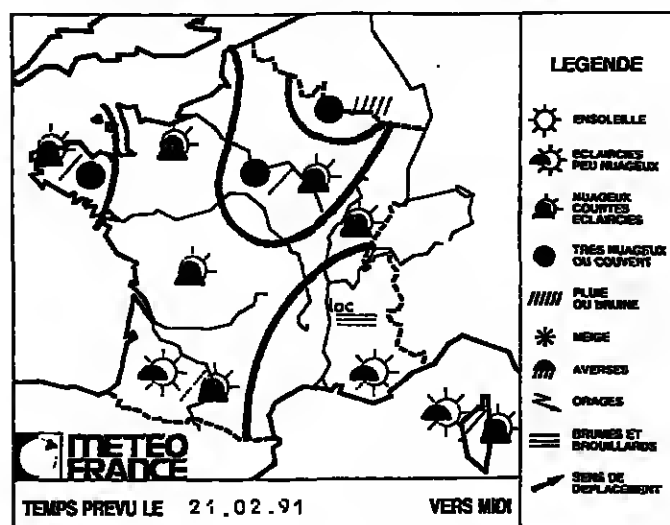 LEGENDE
ENSOLEILLE
ECLAIRCIES
PEU NUAGEUX
NUAGEUX
COURTES
ECLAIRCIES
TRES NUAGEUX
OU COUVERT
PLUIE
OU BRUINE
NEIGE
AVERSES
ORAGES
BRUMES ET
BROUILLARDS
SENS DE
DEPLACEMENT
loc
METEO
FRANCE
TEMPS PREVU LE 21.02.91 VERS MIDI